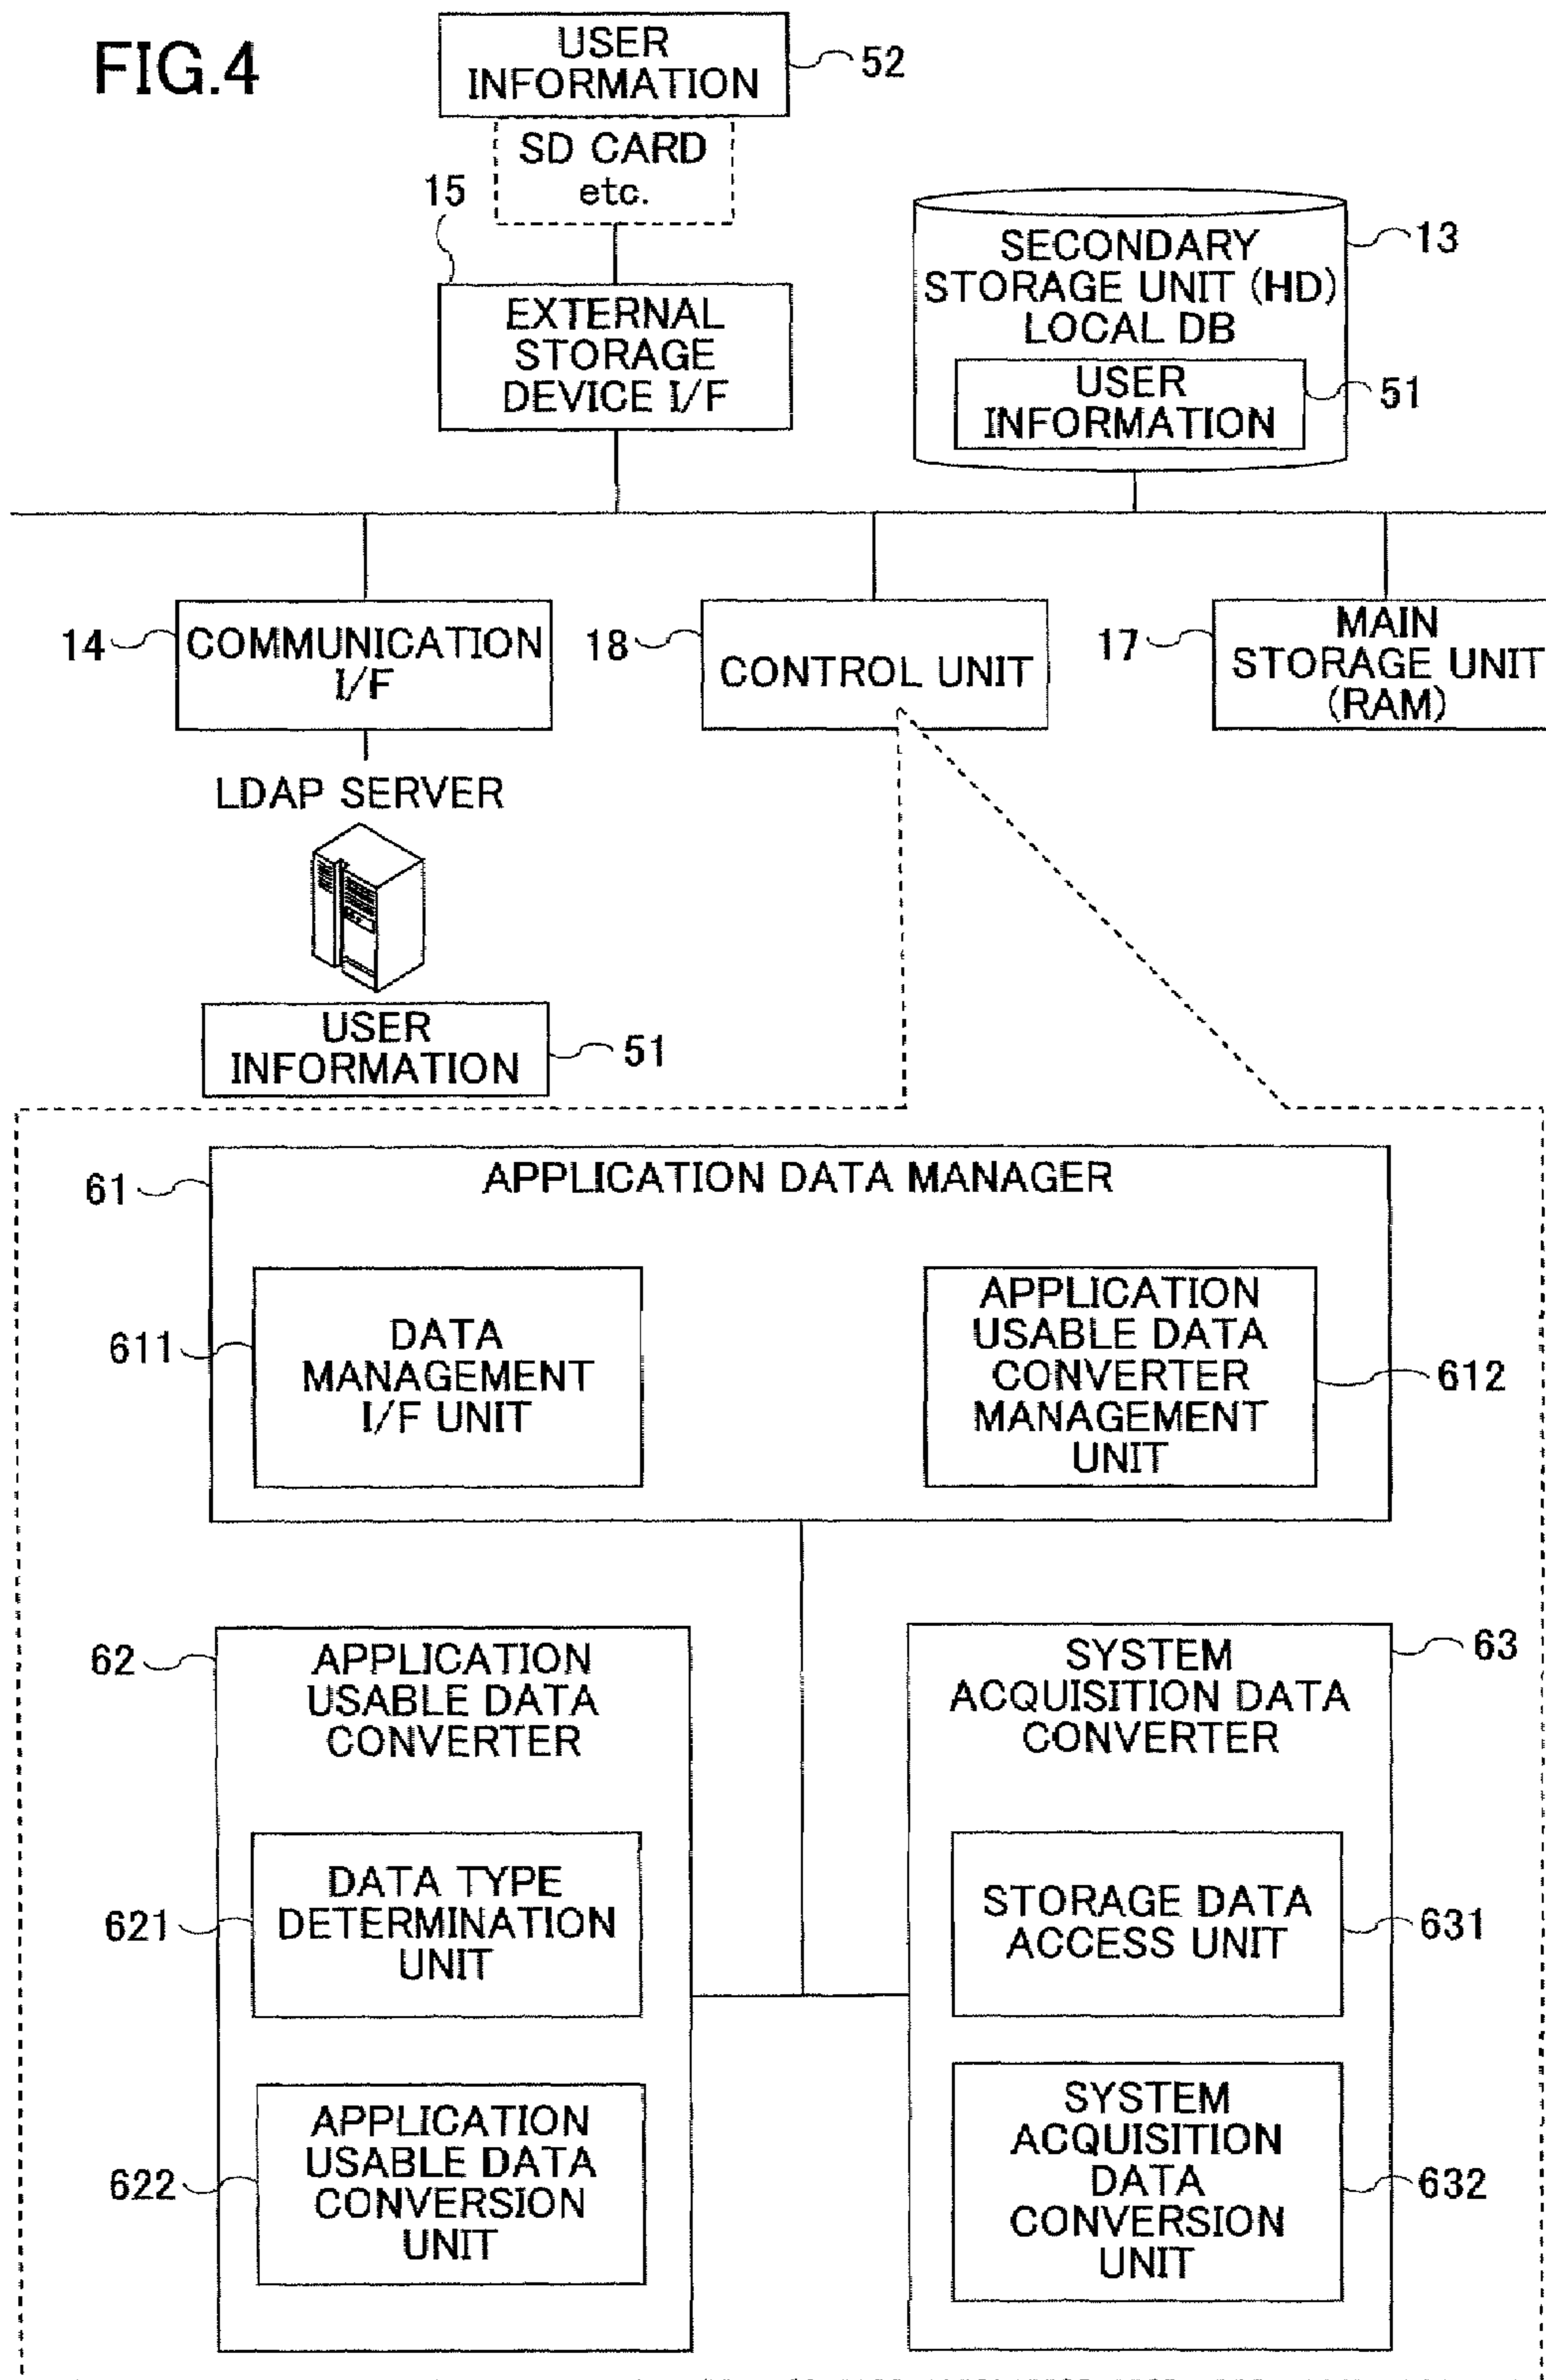 FIG.4
USER
INFORMATION
52
SD CARD
etc.
15
EXTERNAL
STORAGE
DEVICE I/F
SECONDARY
STORAGE UNIT (HD)
LOCAL DB
13
USER
INFORMATION
51
14
COMMUNICATION
I/F
18
CONTROL UNIT
17
MAIN
STORAGE UNIT
(RAM)
LDAP SERVER
USER
INFORMATION
51
61
APPLICATION DATA MANAGER
611
DATA
MANAGEMENT
I/F UNIT
APPLICATION
USABLE DATA
CONVERTER
MANAGEMENT
UNIT
612
62
APPLICATION
USABLE DATA
CONVERTER
SYSTEM
ACQUISITION DATA
CONVERTER
63
621
DATA TYPE
DETERMINATION
UNIT
STORAGE DATA
ACCESS UNIT
631
622
APPLICATION
USABLE DATA
CONVERSION
UNIT
SYSTEM
ACQUISITION
DATA
CONVERSION
UNIT
632